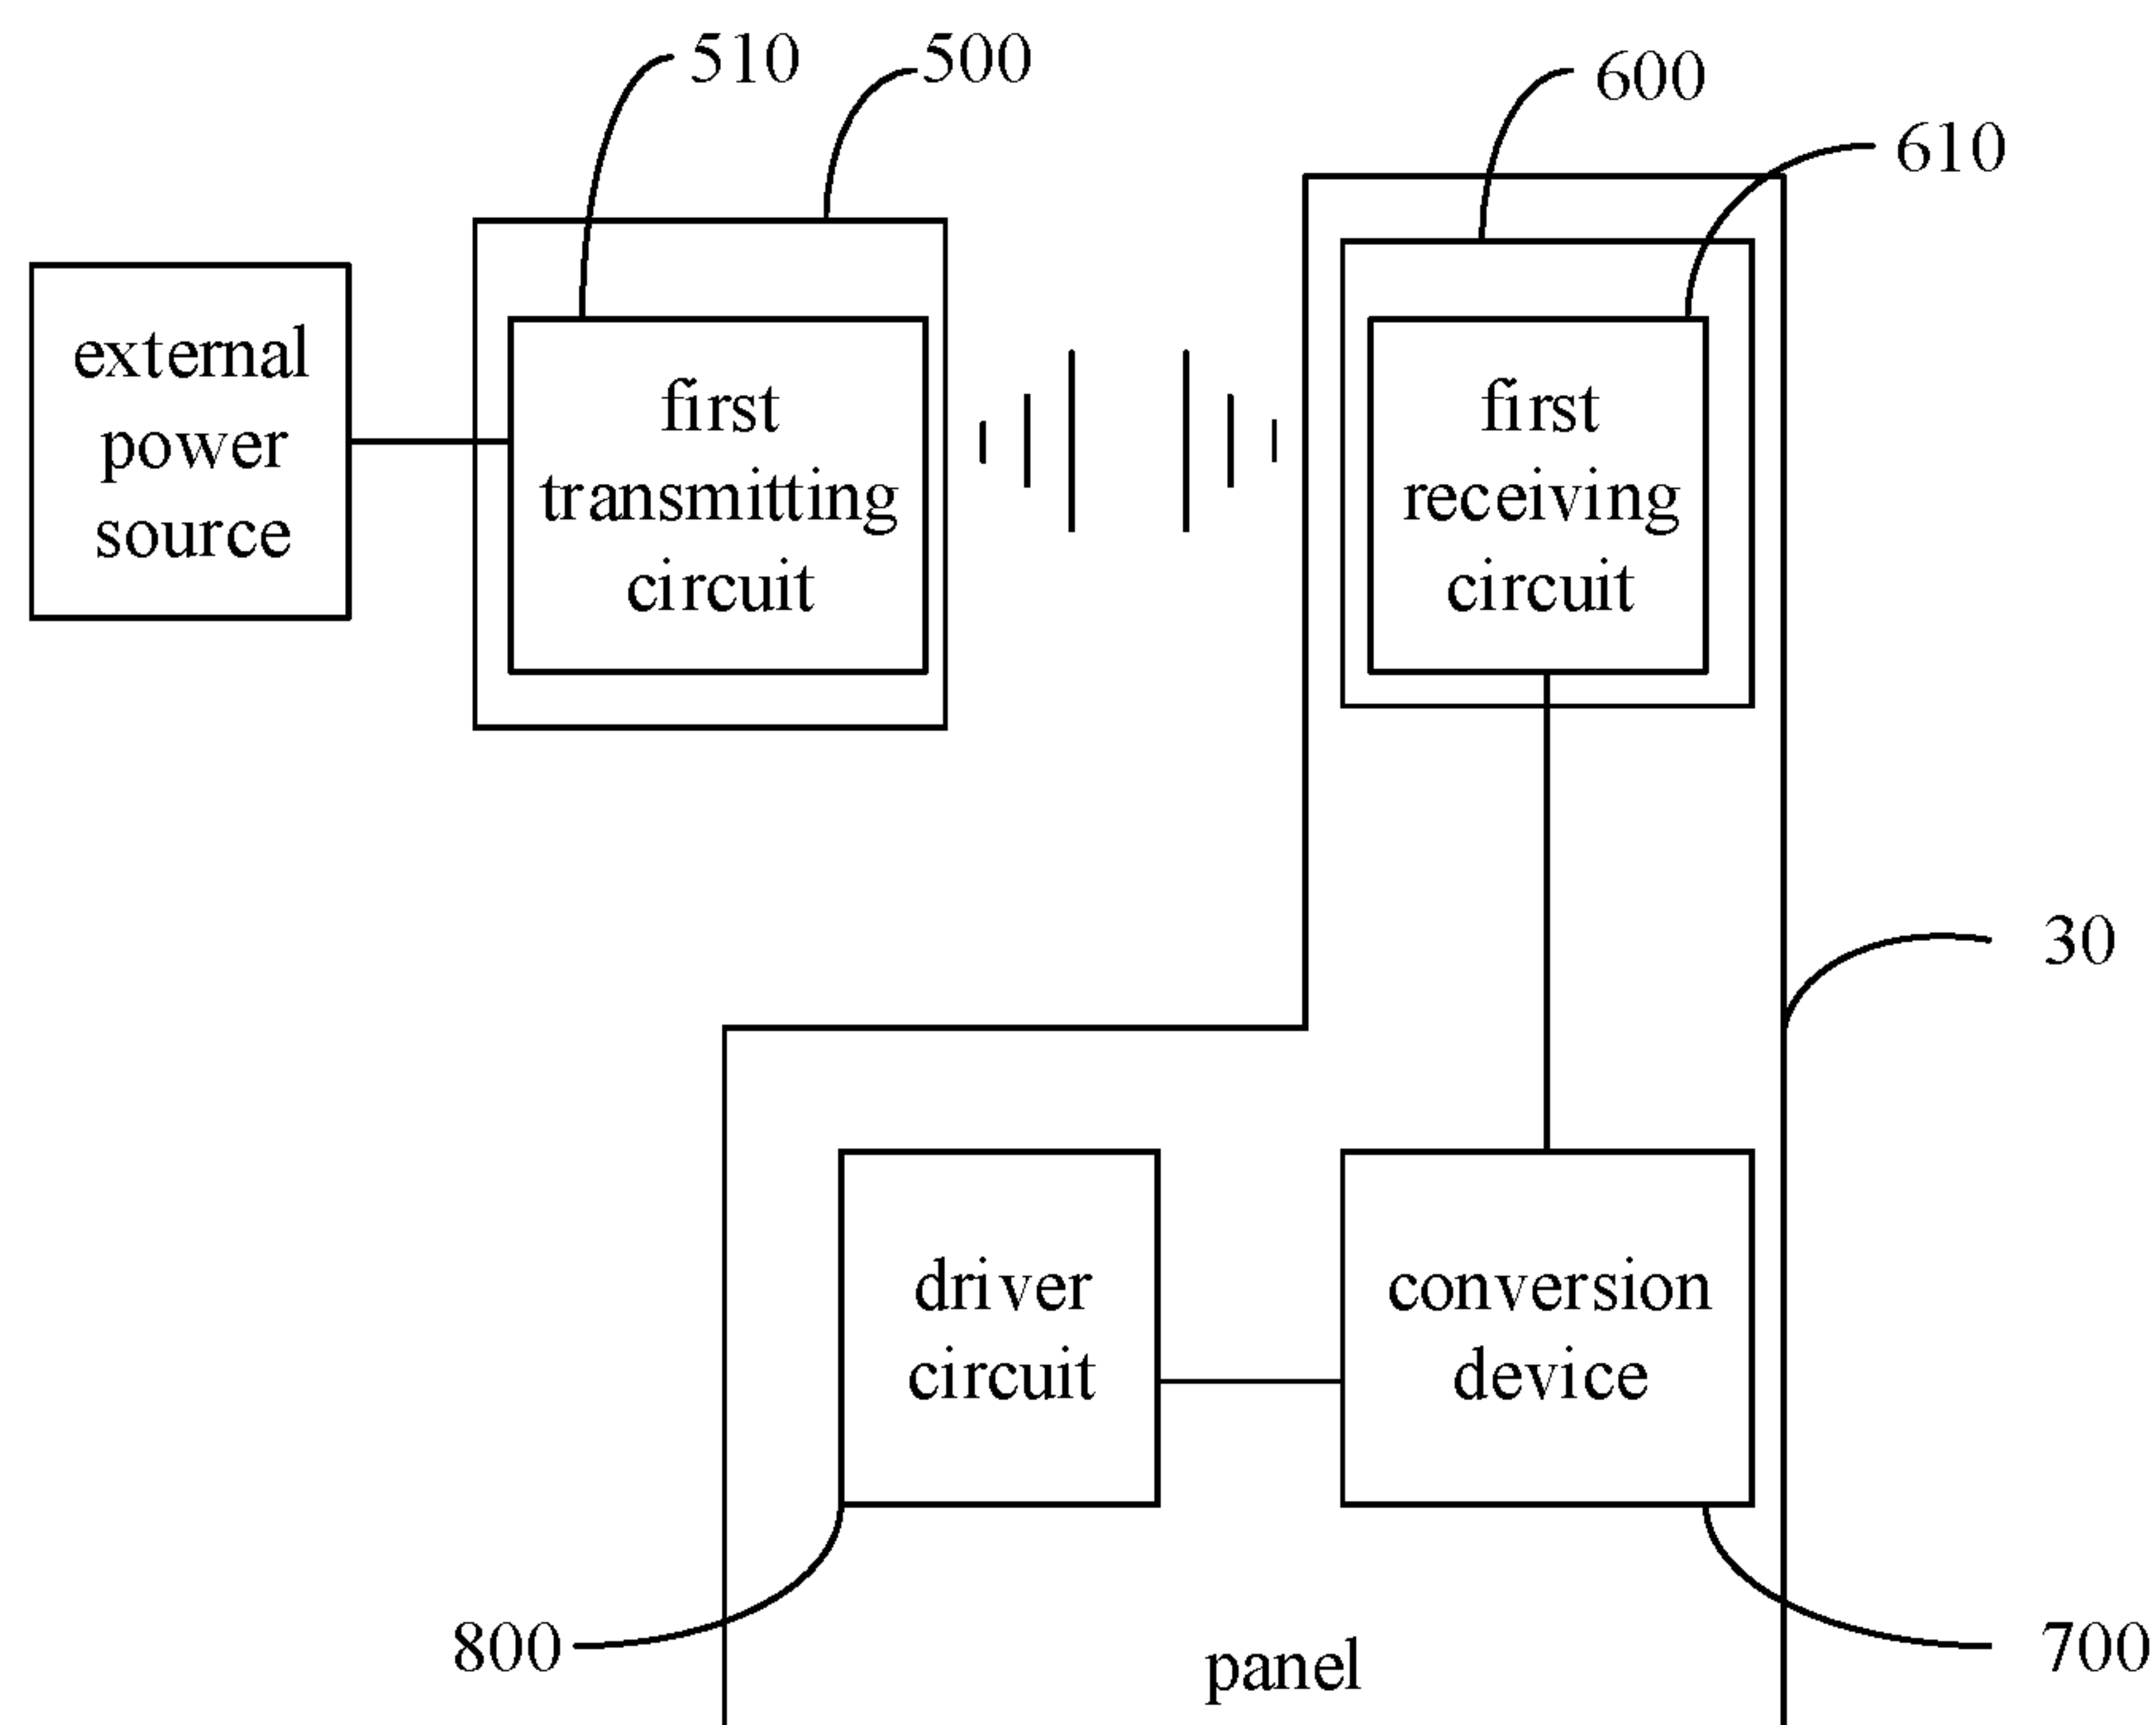 510
500
600
610
external
power
source
first
transmitting
circuit
first
receiving
circuit
30
driver
circuit
conversion
device
800
panel
700